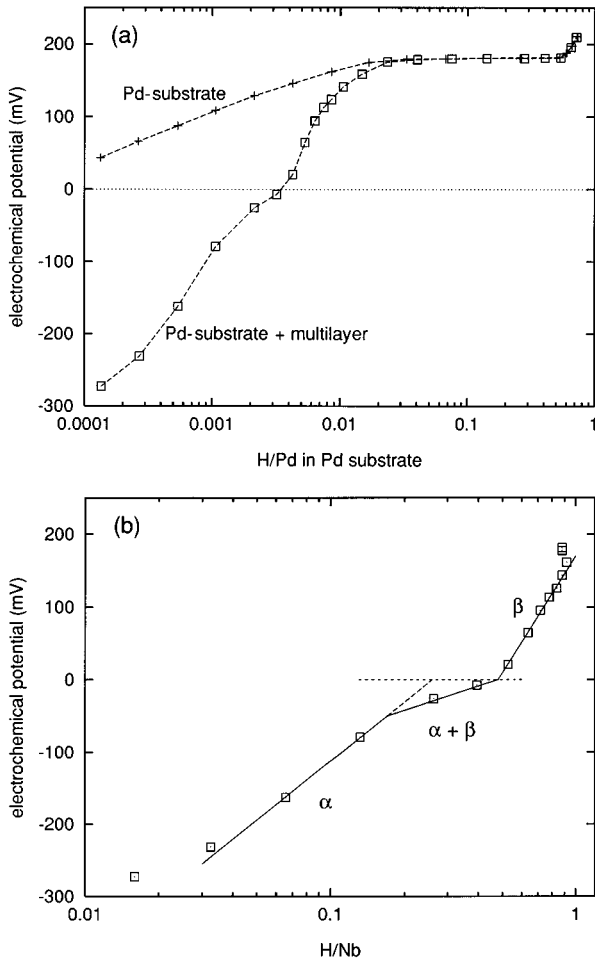 (a)
200
100
0
-100
-200
-300
electrochemical potential (mV)
Pd-substrate
Pd-substrate + multilayer
0.0001 0.001 0.01 0.1 1
H/Pd in Pd substrate
(b)
200
100
0
-100
-200
-300
electrochemical potential (mV)
β
α + β
α
0.01 0.1 1
H/Nb